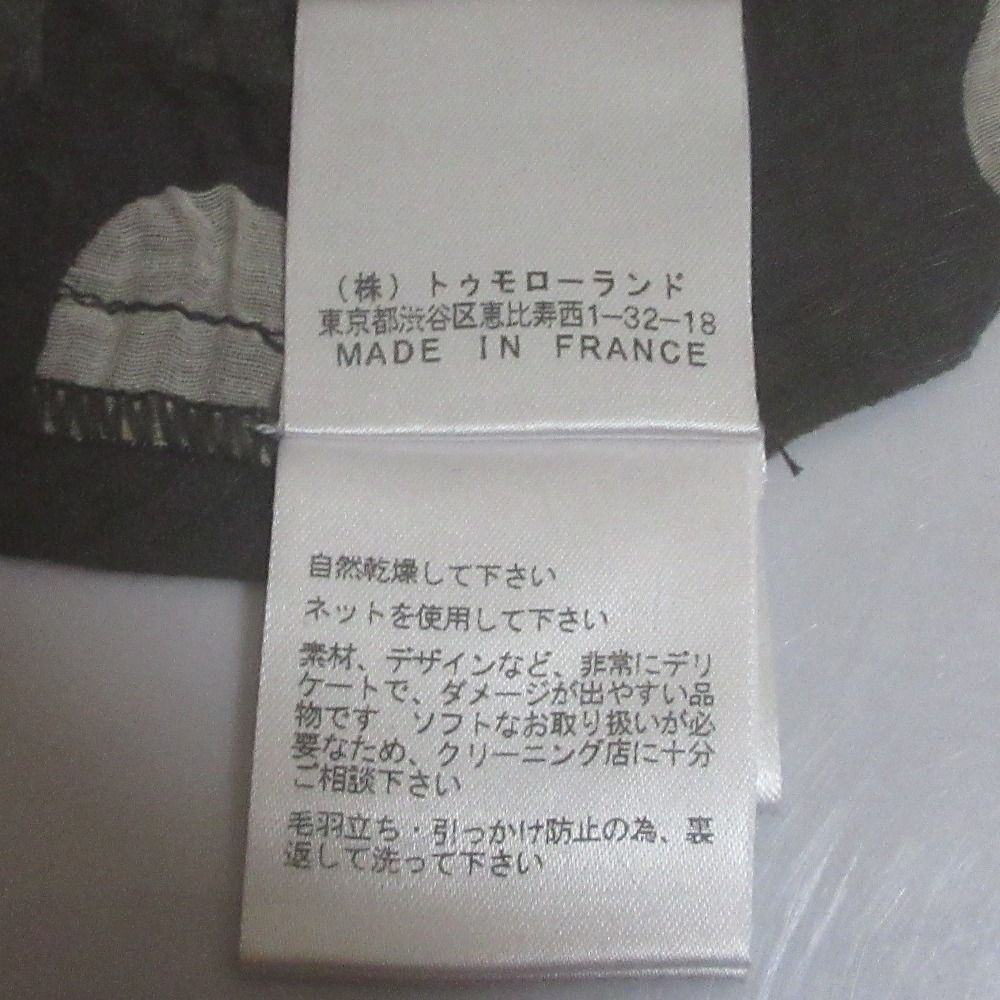 （株）トゥモローランド
東京都渋谷区恵比寿西1-32-18
MADE IN FRANCE
自然乾燥して下さい
ネットを使用して下さい
素材、デザインなど、非常にデリ
ケートで、ダメージが出やすい品
物です　ソフトなお取り扱いが必
要なため、クリーニング店に十分
ご相談下さい
毛羽立ち・引っかけ防止の為、裏
返して洗って下さい